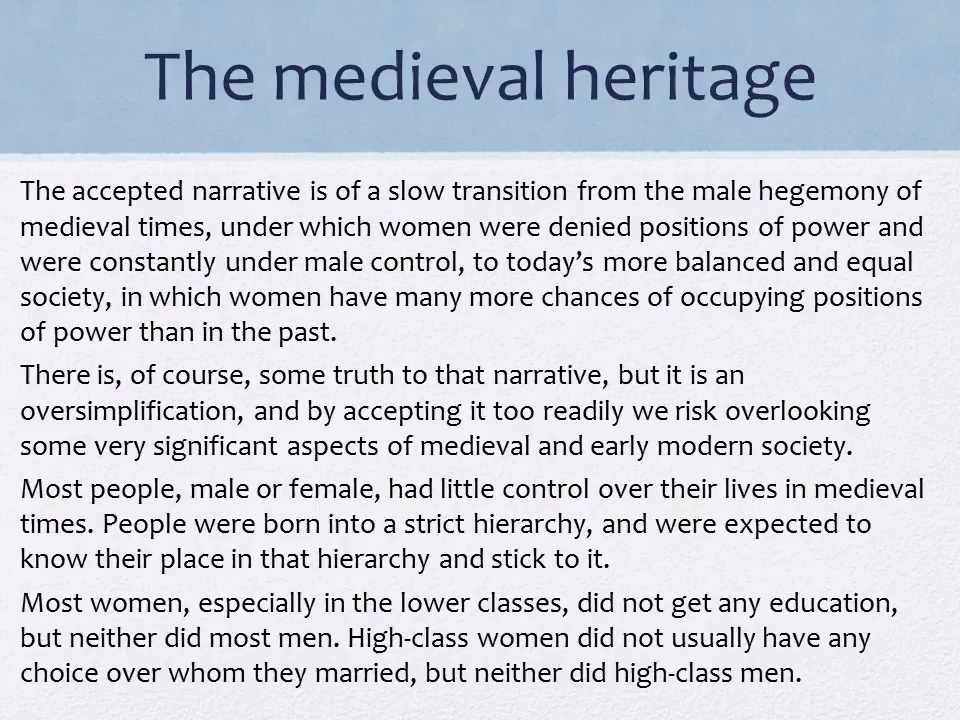 The medieval heritage
The accepted narrative is of a slow transition from the male hegemony of
medieval times, under which women were denied positions of power and
were constantly under male control, to today’s more balanced and equal
society, in which women have many more chances of occupying positions
of power than in the past.
There is, of course, some truth to that narrative, but it is an
oversimplification, and by accepting it too readily we risk overlooking
some very significant aspects of medieval and early modern society.
Most people, male or female, had little control over their lives in medieval
times. People were born into a strict hierarchy, and were expected to
know their place in that hierarchy and stick to it.
Most women, especially in the lower classes, did not get any education,
but neither did most men. High-class women did not usually have any
choice over whom they married, but neither did high-class men.